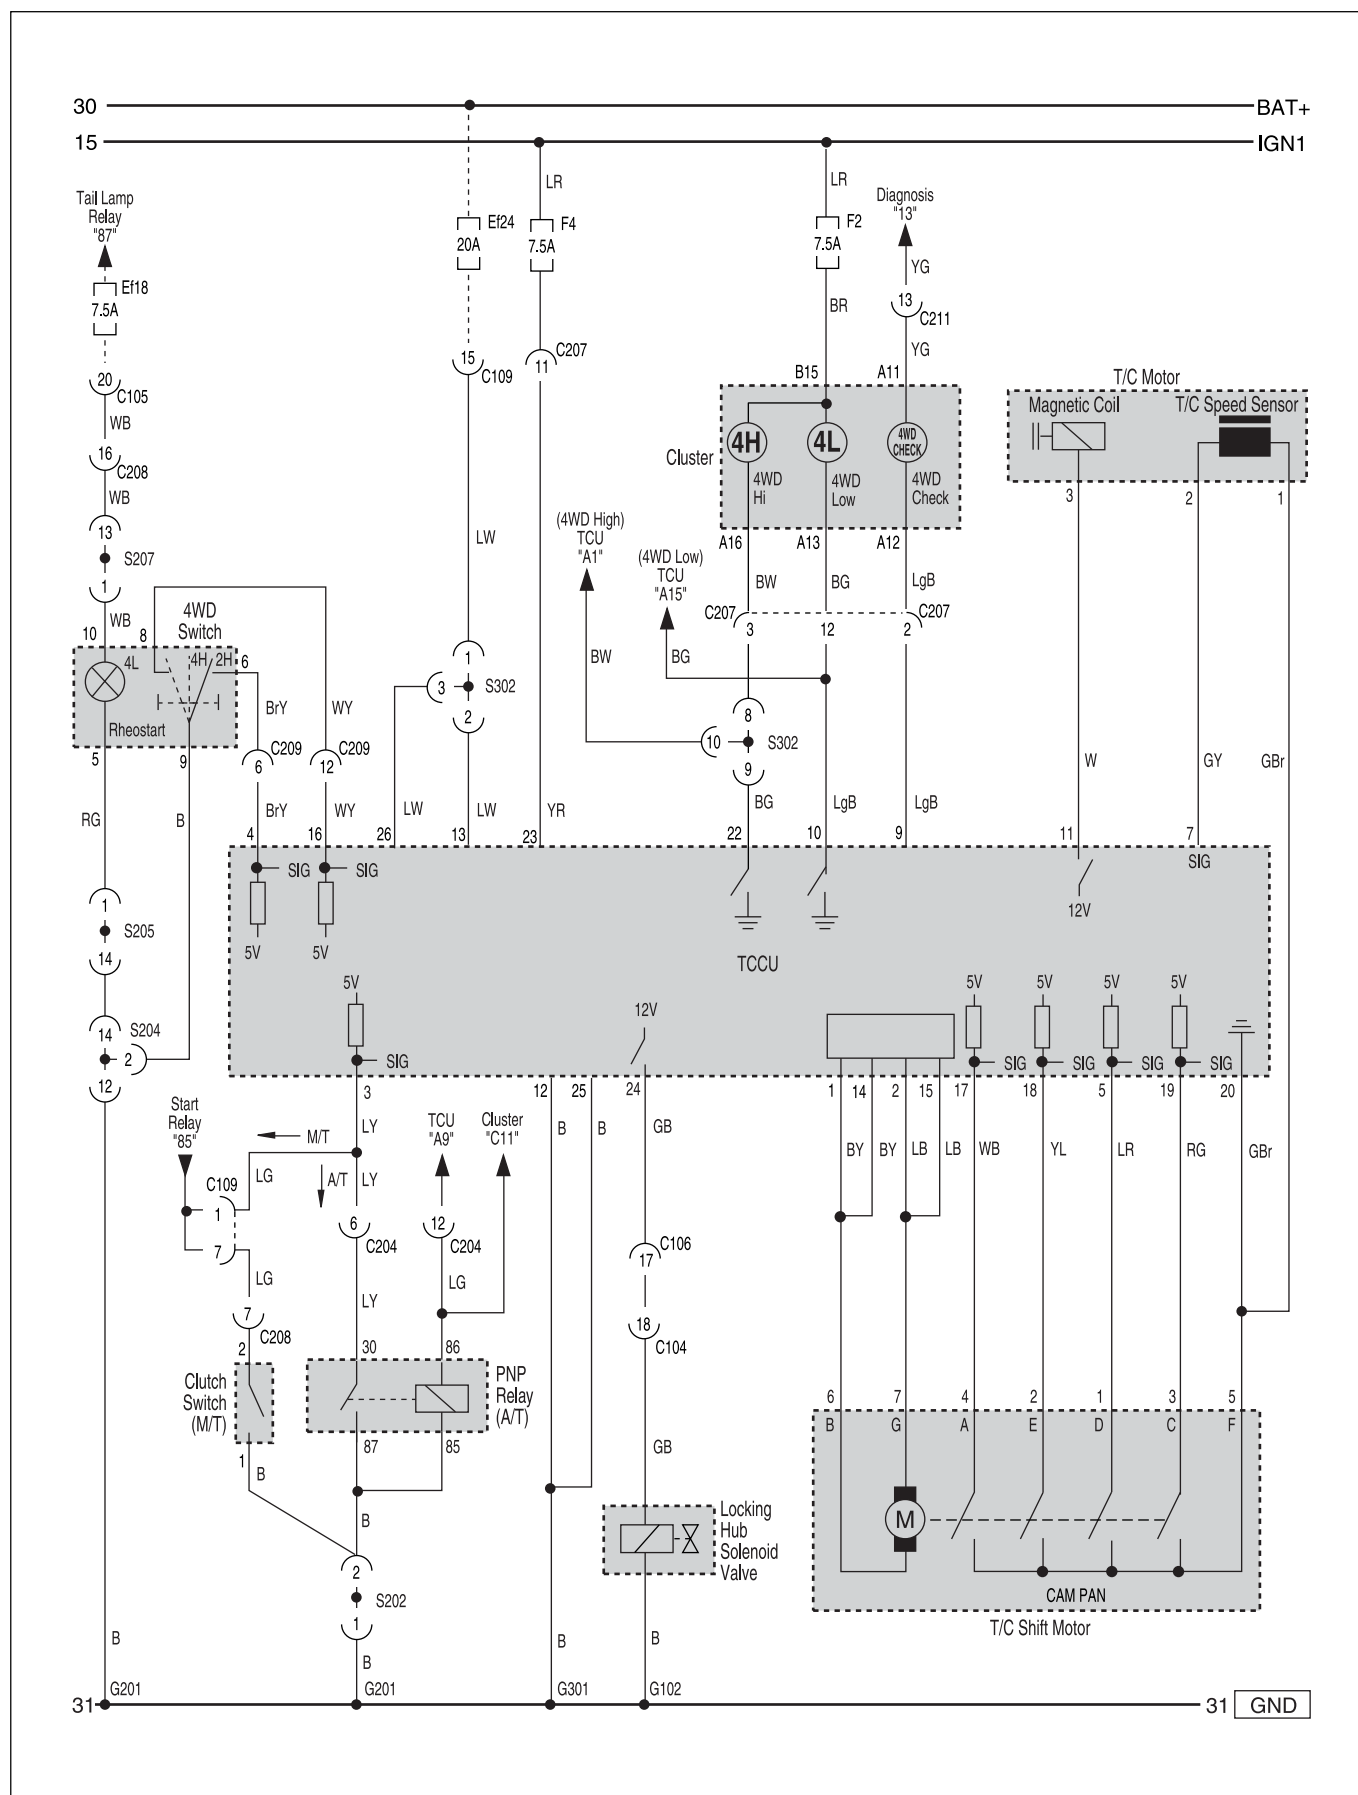 30 BAT+
15 IGN1
Tail Lamp
Relay
"87"
LR LR
Diagnosis
"13"
Ef24 F4 F2
20A 7.5A 7.5A
YG
Ef18
7.5A
BR
13
C211
YG
15 C109
11 C207
20 C105
B15 A11
T/C Motor
WB
Magnetic Coil T/C Speed Sensor
16 C208
4H 4L 4WD CHECK
Cluster
4WD Hi
4WD Low
4WD Check
WB
3 2 1
13
S207
1
LW
(4WD High)
TCU
"A1"
(4WD Low)
TCU
"A15"
A16 A13 A12
BW BG LgB
C207 C207
3 12 2
WB
4WD
Switch
10 8
4L 4H 2H 6
Rheostart
5 9
BrY WY
C209 C209
6 12
1
3 S302
2
BW BG
8
10 S302
9
W GY GBr
RG B BrY WY LW LW YR BG LgB LgB
4 16 26 13 23 22 10 9 11 7
SIG SIG SIG
5V 5V
12V
1
S205
14
TCCU
5V 12V 5V 5V 5V 5V
14 S204
2
12
SIG SIG SIG SIG SIG
3 12 25 24 1 14 2 15 17 18 5 19 20
Start
Relay
"85"
M/T
A/T
LG
LY
LY
TCU
"A9"
Cluster
"C11"
B B GB BY BY LB LB WB YL LR RG GBr
C109
1
7
6 C204
12 C204
C106
17
LG LY LG
7
C208
18
C104
2
Clutch
Switch
(M/T)
1
30 86
PNP
Relay
(A/T)
87 85
6 7 4 2 1 3 5
B G A E D C F
B B GB
Locking
Hub
Solenoid
Valve
M
CAM PAN
T/C Shift Motor
2
S202
1
B B B B
G201 G201 G301 G102
31 31 GND